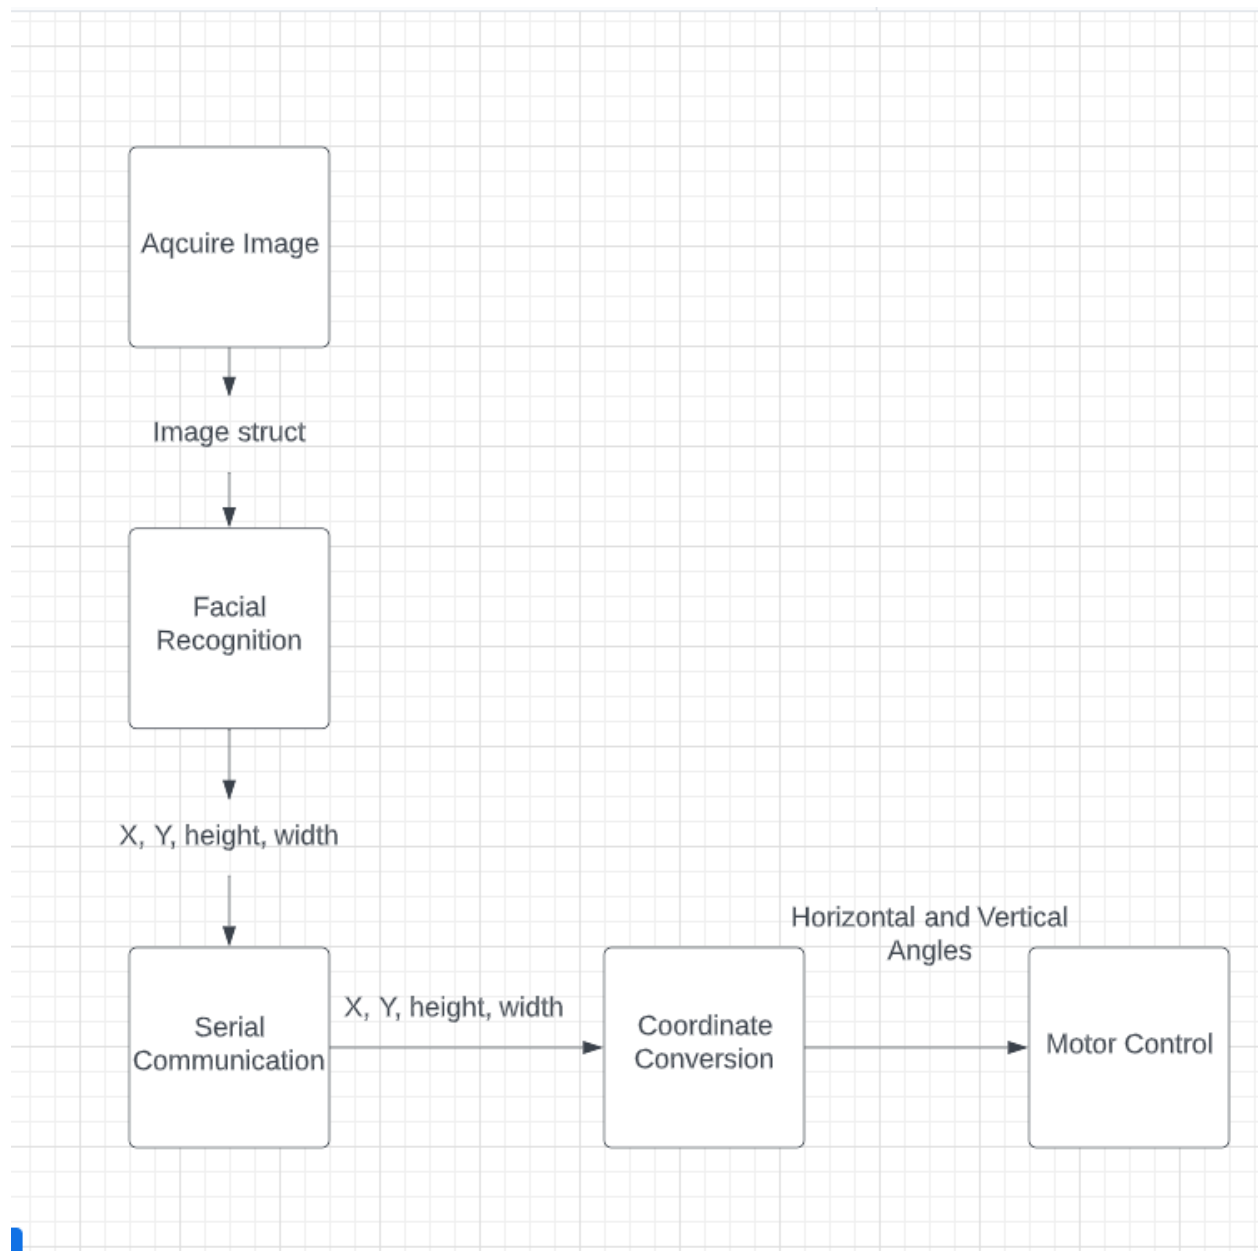 Aqcuire Image
Image struct
Facial
Recognition
X, Y, height, width
Serial
Communication
X, Y, height, width
Coordinate
Conversion
Horizontal and Vertical
Angles
Motor Control